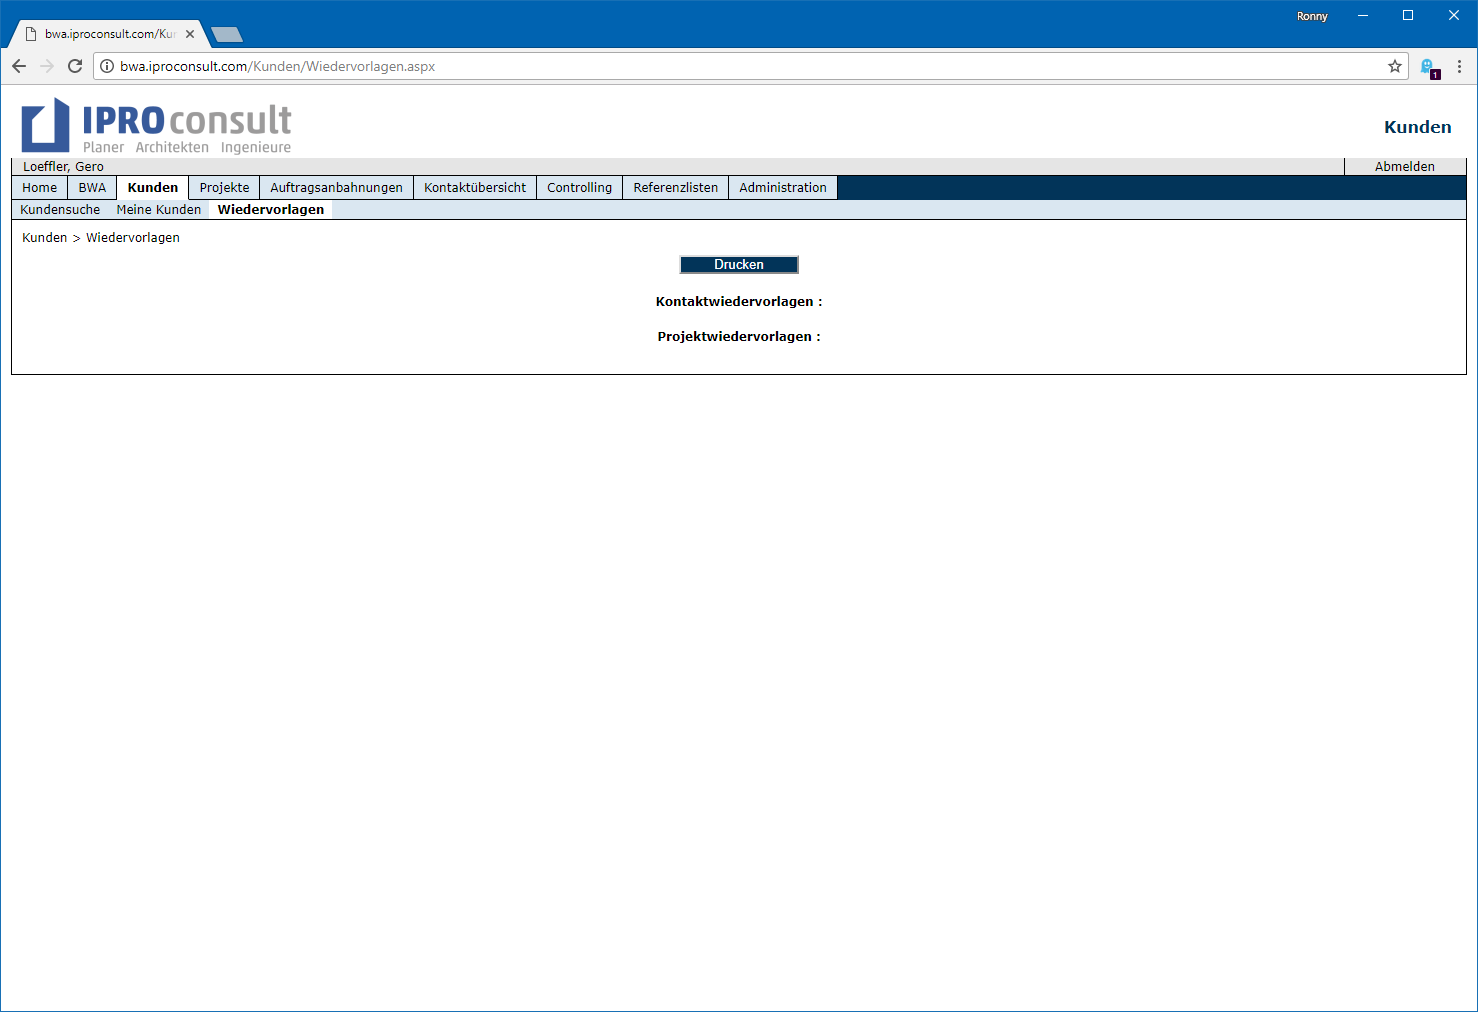 Ronny
bwa.iproconsult.com/Ku
bwa.iproconsult.com/Kunden/Wiedervorlagen.aspx
1
IPROconsult
Planer Architekten Ingenieure
Kunden
Loeffler, Gero Abmelden
Home BWA Kunden Projekte Auftragsanbahnungen Kontaktübersicht Controlling Referenzlisten Administration
Kundensuche Meine Kunden Wiedervorlagen
Kunden > Wiedervorlagen
Drucken
Kontaktwiedervorlagen :
Projektwiedervorlagen :